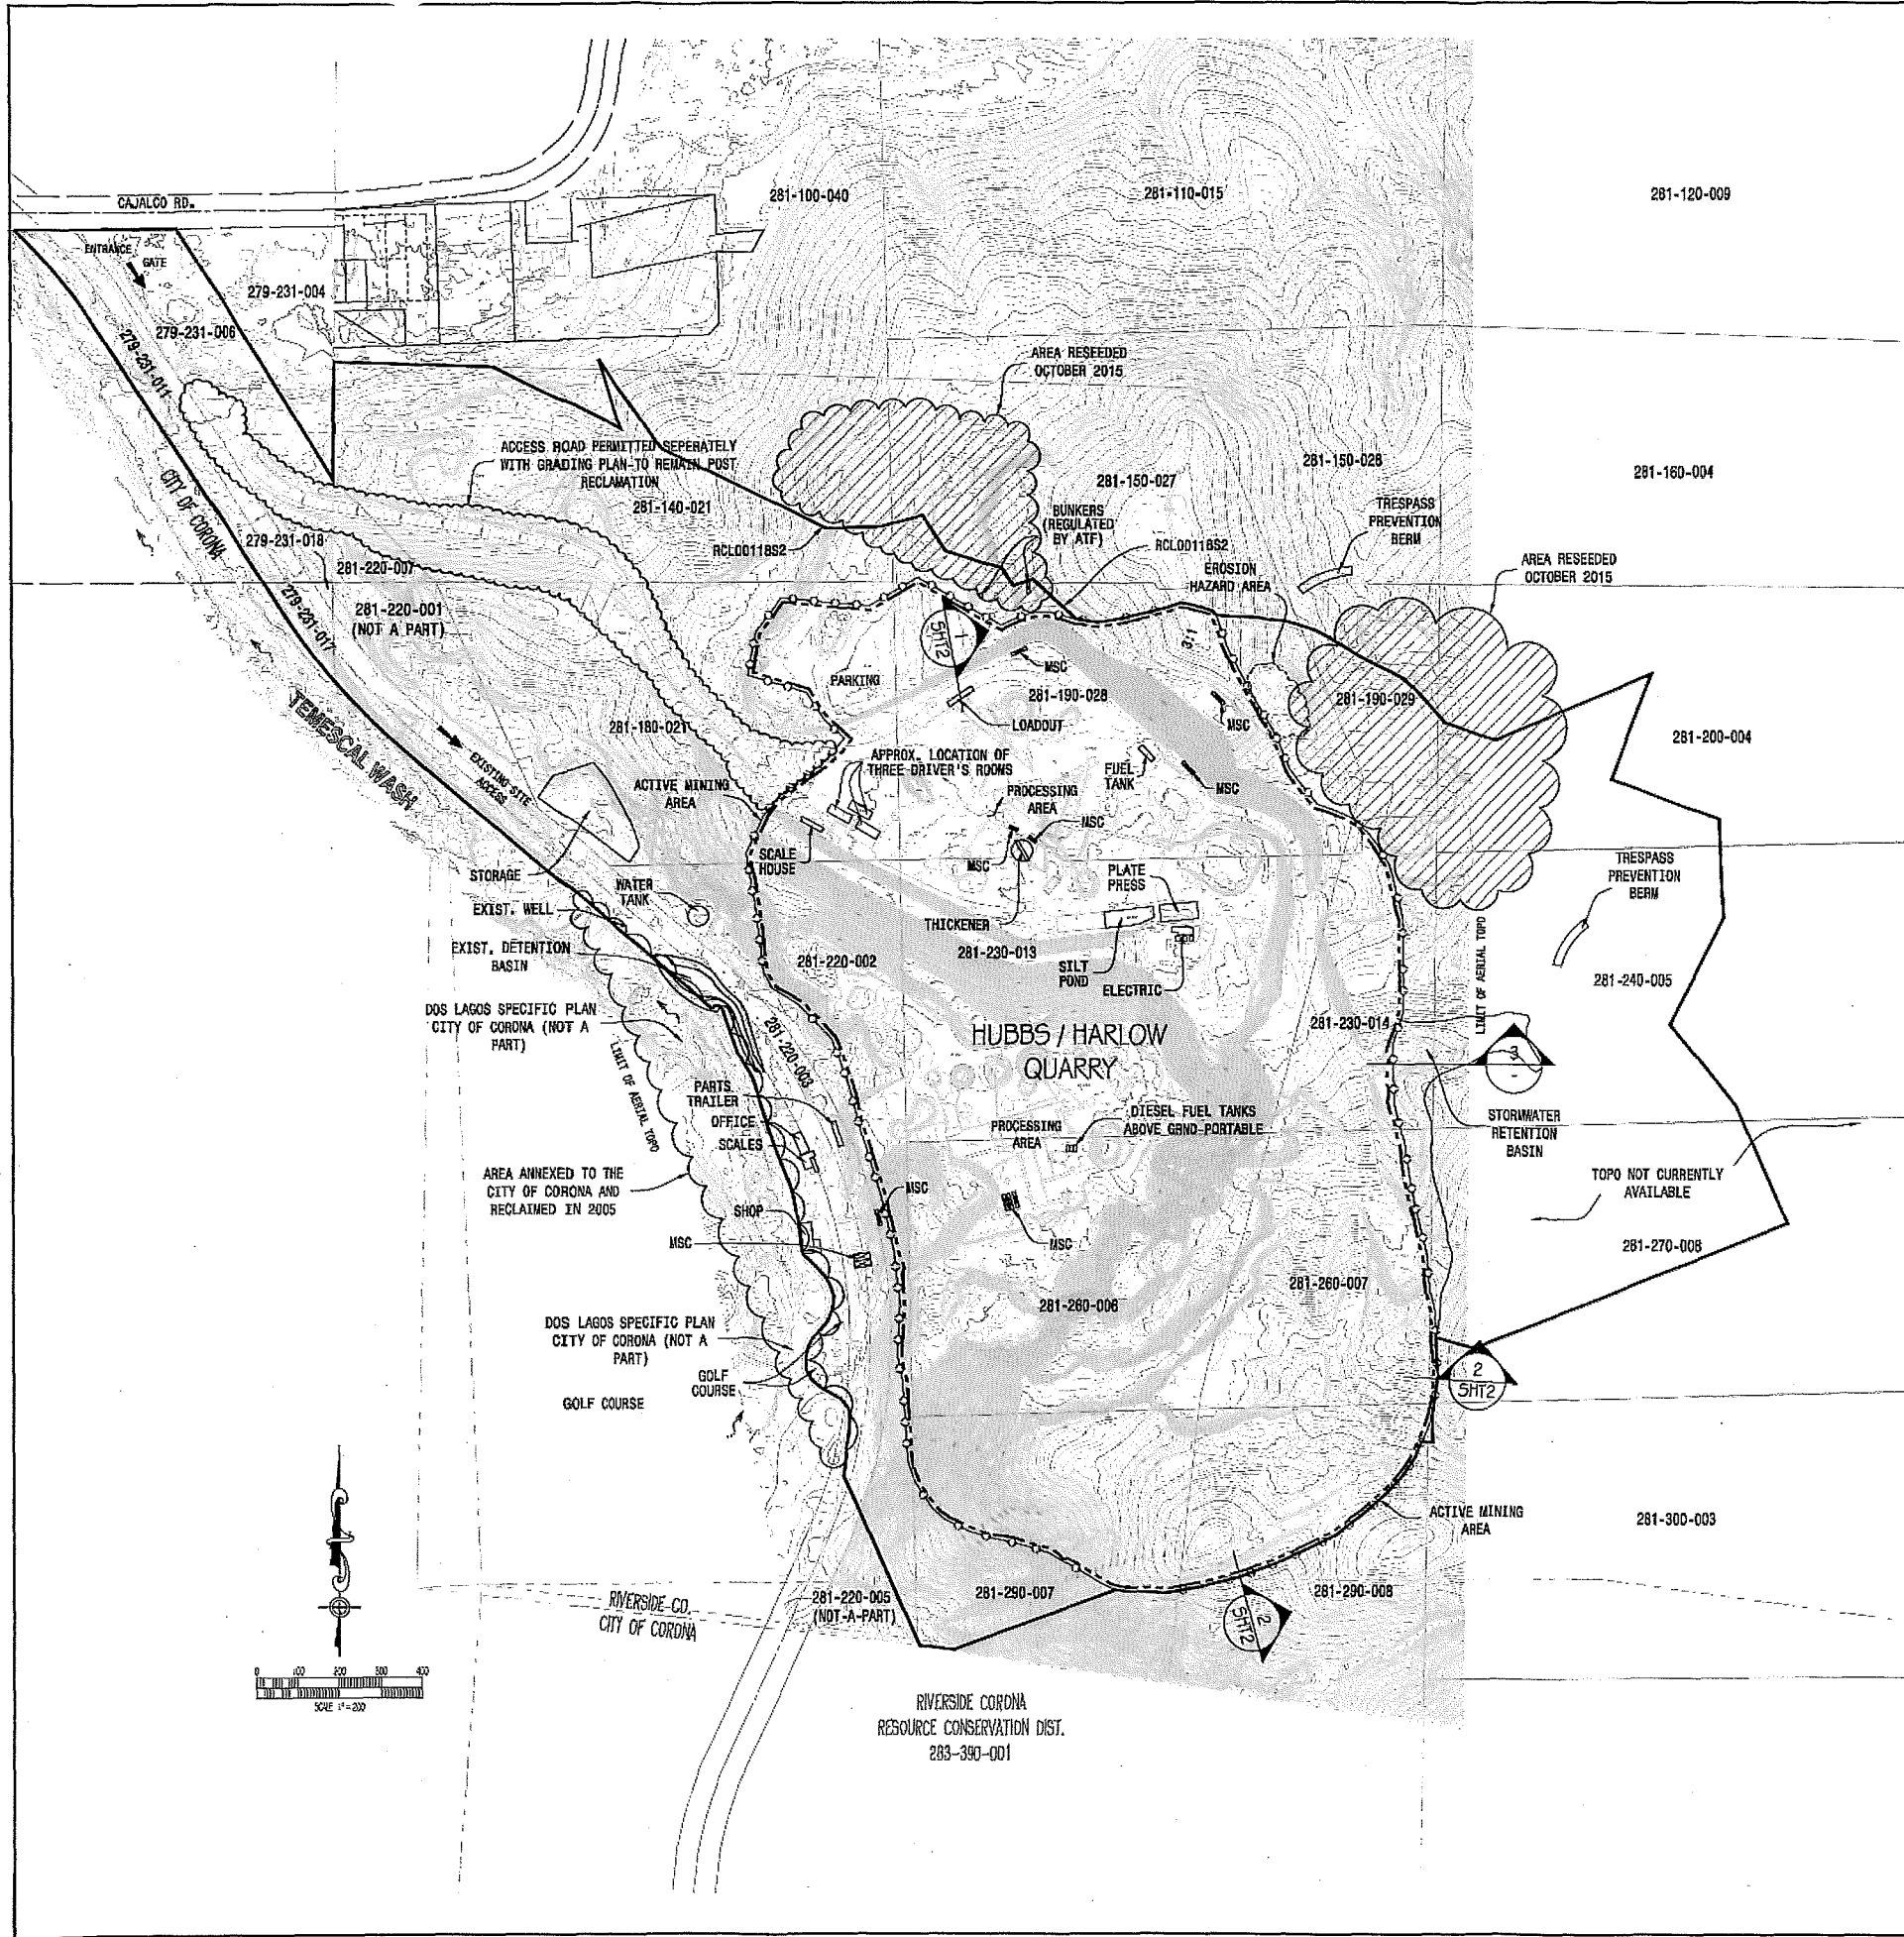 CAJALCO RD.
ENTRANCE
GATE
279-231-004
279-231-006
279-231-011
281-100-040
281-110-015
281-120-009
AREA RESEEDED
OCTOBER 2015
ACCESS ROAD PERMITTED SEPERATELY
WITH GRADING PLAN-TO REMAIN POST
RECLAMATION
281-140-021
RCL00118S2
281-150-027
281-150-028
281-160-004
BUNKERS
(REGULATED
BY ATF)
RCL00118S2
TRESPASS
PREVENTION
BERM
EROSION
HAZARD AREA
AREA RESEEDED
OCTOBER 2015
CITY OF CORONA
279-231-018
281-220-007
281-220-001
(NOT A PART)
279-231-017
TEMESCAL WASH
1
SHT2
PARKING
MSC
281-190-028
LOADOUT
MSC
281-190-029
281-200-004
281-180-021
EXISTING SITE
ACCESS
ACTIVE MINING
AREA
APPROX. LOCATION OF
THREE DRIVER'S ROOMS
FUEL
TANK
PROCESSING
AREA
MSC
MSC
MSC
SCALE
HOUSE
STORAGE
WATER
TANK
PLATE
PRESS
TRESPASS
PREVENTION
BERM
EXIST. WELL
THICKENER
EXIST. DETENTION
BASIN
281-220-002
281-230-013
SILT
POND
ELECTRIC
LIMIT OF AERIAL TOPO
281-240-005
DOS LAGOS SPECIFIC PLAN
CITY OF CORONA (NOT A
PART)
281-220-003
HUBBS / HARLOW
QUARRY
281-230-014
3
-
LIMIT OF AERIAL TOPO
PARTS
TRAILER
OFFICE
SCALES
PROCESSING
AREA
DIESEL FUEL TANKS
ABOVE GRND-PORTABLE
STORMWATER
RETENTION
BASIN
AREA ANNEXED TO THE
CITY OF CORONA AND
RECLAIMED IN 2005
TOPO NOT CURRENTLY
AVAILABLE
MSC
SHOP
MSC
MSC
281-270-008
281-260-007
281-260-006
DOS LAGOS SPECIFIC PLAN
CITY OF CORONA (NOT A
PART)
GOLF
COURSE
GOLF COURSE
2
SHT2
ACTIVE MINING
AREA
281-300-003
281-220-005
(NOT-A-PART)
281-290-007
281-290-008
RIVERSIDE CO.
CITY OF CORONA
2
SHT2
0 100 200 300 400
SCALE 1"=200
RIVERSIDE CORONA
RESOURCE CONSERVATION DIST.
283-390-001